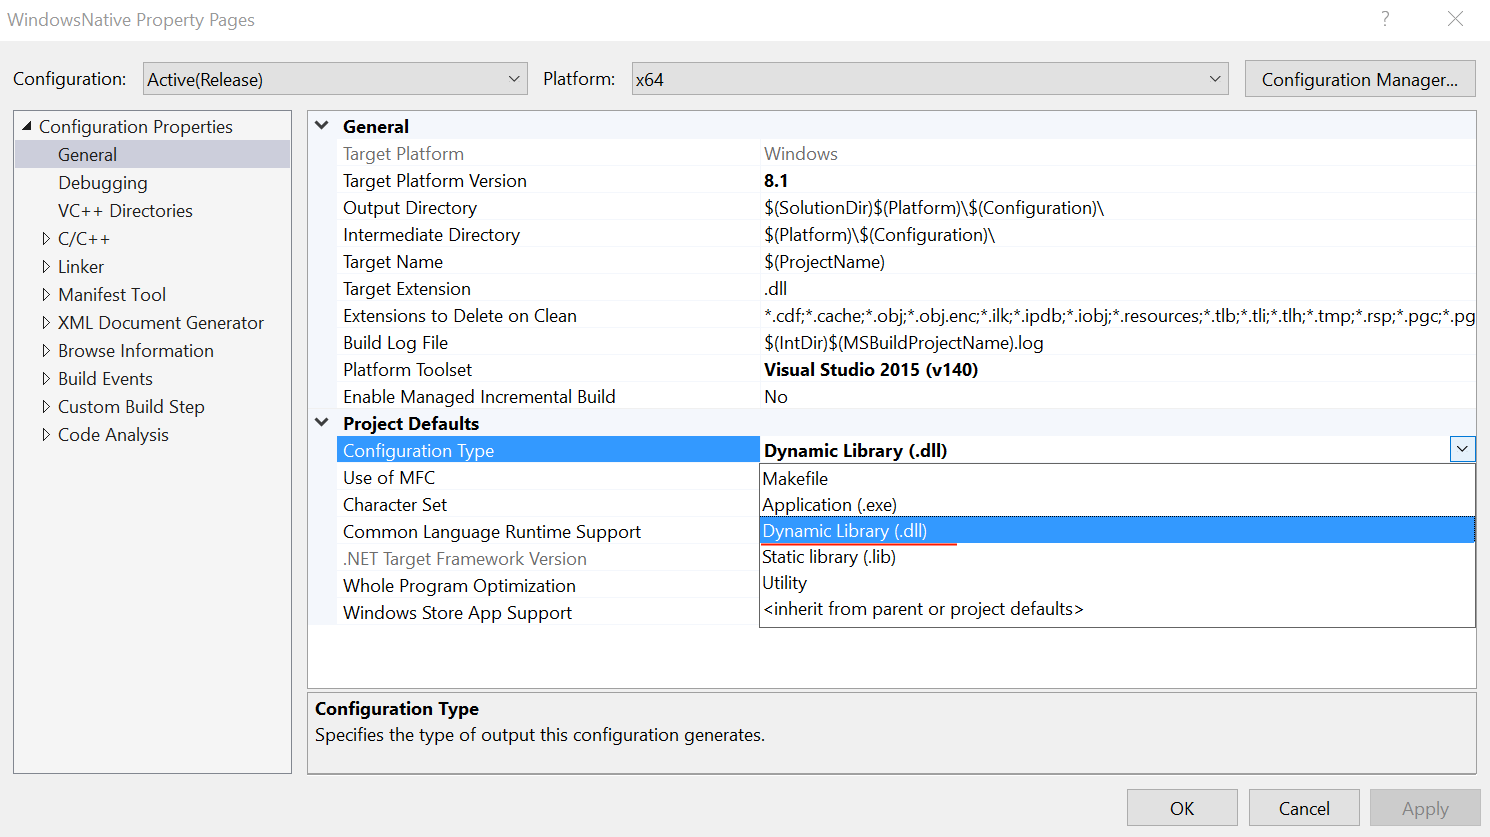 WindowsNative Property Pages
?
Configuration: Active(Release) Platform: x64 Configuration Manager...
Configuration Properties
General
Debugging
VC++ Directories
C/C++
Linker
Manifest Tool
XML Document Generator
Browse Information
Build Events
Custom Build Step
Code Analysis
General
Target Platform Windows
Target Platform Version 8.1
Output Directory $(SolutionDir)$(Platform)\$(Configuration)\
Intermediate Directory $(Platform)\$(Configuration)\
Target Name $(ProjectName)
Target Extension .dll
Extensions to Delete on Clean *.cdf;*.cache;*.obj;*.obj.enc;*.ilk;*.ipdb;*.iobj;*.resources;*.tlb;*.tli;*.tlh;*.tmp;*.rsp;*.pgc;*.pg
Build Log File $(IntDir)$(MSBuildProjectName).log
Platform Toolset Visual Studio 2015 (v140)
Enable Managed Incremental Build No
Project Defaults
Configuration Type Dynamic Library (.dll)
Use of MFC
Character Set
Common Language Runtime Support
.NET Target Framework Version
Whole Program Optimization
Windows Store App Support
Makefile
Application (.exe)
Dynamic Library (.dll)
Static library (.lib)
Utility
<inherit from parent or project defaults>
Configuration Type
Specifies the type of output this configuration generates.
OK Cancel Apply